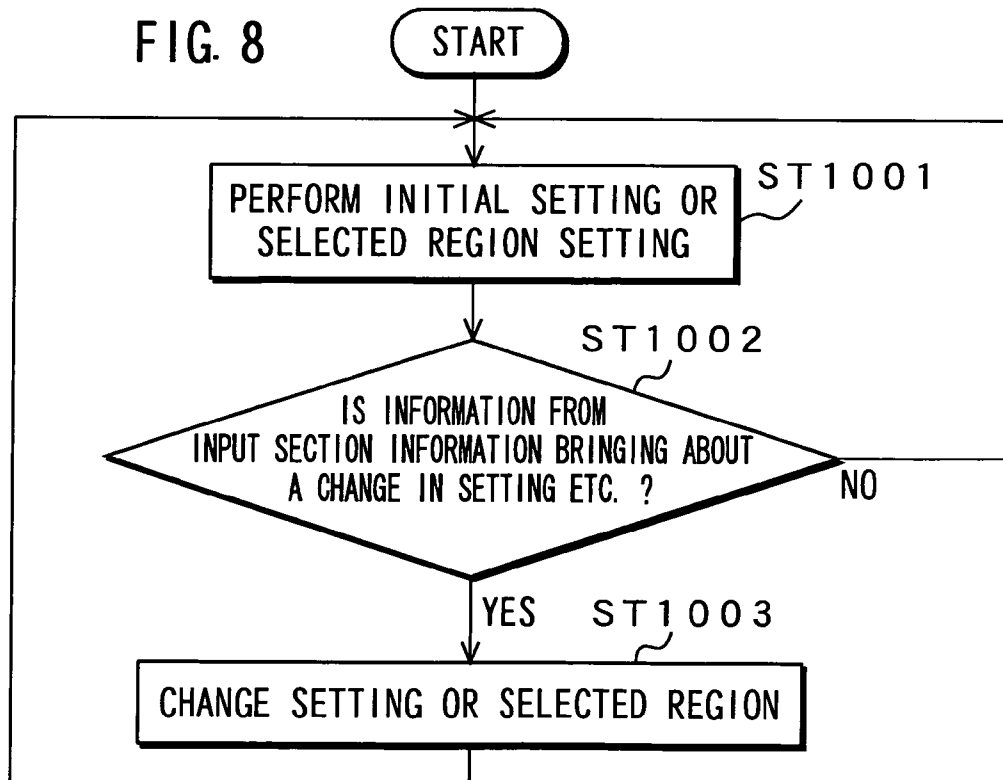 FIG. 8
START
ST1001
PERFORM INITIAL SETTING OR
SELECTED REGION SETTING
ST1002
IS INFORMATION FROM
INPUT SECTION INFORMATION BRINGING ABOUT
A CHANGE IN SETTING ETC. ?
NO
YES
ST1003
CHANGE SETTING OR SELECTED REGION